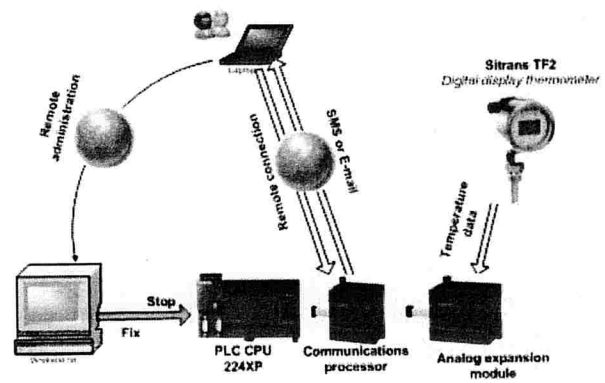 Laptop
Sitrans TF2
Digital display thermometer
Remote
administration
Remote connection
SMS or E-mail
Temperature
data
Stop
Fix
PLC CPU
224XP
Communications
processor
Analog expansion
module